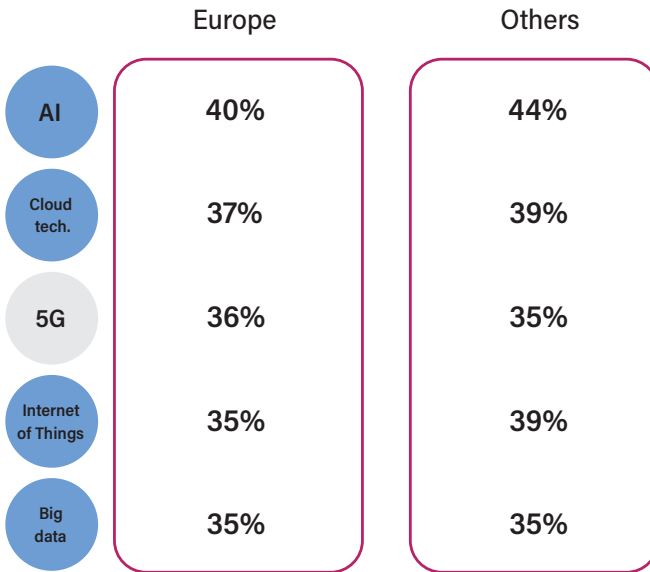 Europe Others
AI 40% 44%
Cloud
tech. 37% 39%
5G 36% 35%
Internet
of Things 35% 39%
Big
data 35% 35%